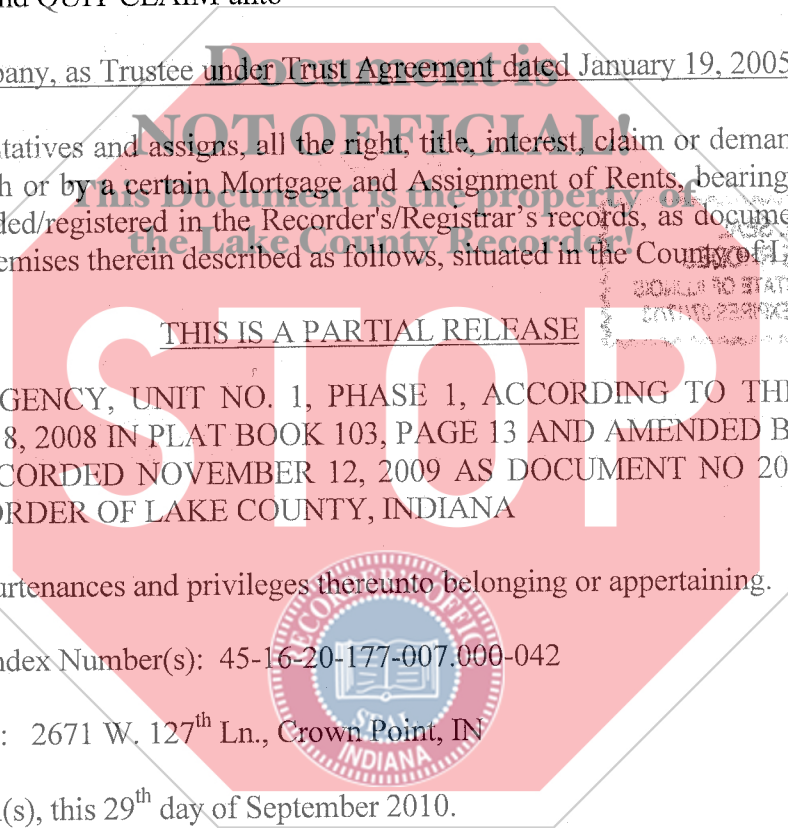 nd QUIT CLAIM unto
pany, as Trustee under Trust Agreement dated January 19, 2005
Document is
NOT OFFICIAL!
This Document is the property of
the Lake County Recorder!
tatives and assigns, all the right, title, interest, claim or deman
h or by a certain Mortgage and Assignment of Rents, bearing
ded/registered in the Recorder's/Registrar's records, as docume
emises therein described as follows, situated in the County of L
THIS IS A PARTIAL RELEASE
STOP
GENCY, UNIT NO. 1, PHASE 1, ACCORDING TO TH
8, 2008 IN PLAT BOOK 103, PAGE 13 AND AMENDED B
CORDED NOVEMBER 12, 2009 AS DOCUMENT NO 20
ORDER OF LAKE COUNTY, INDIANA
urtenances and privileges thereunto belonging or appertaining.
ndex Number(s): 45-16-20-177-007.000-042
: 2671 W. 127th Ln., Crown Point, IN
(s), this 29th day of September 2010.
RECORDER'S OFFIC
SEAL
INDIANA